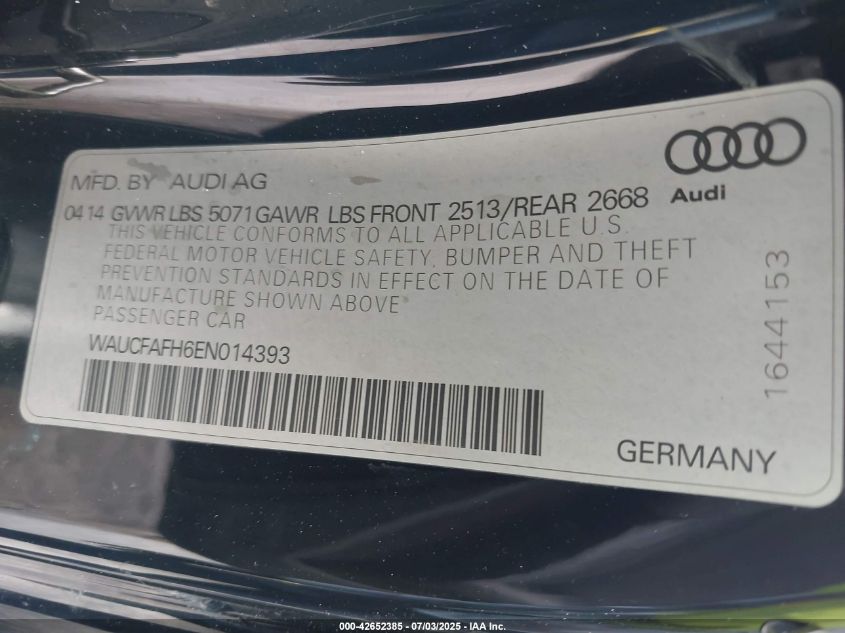 MFD. BY AUDI AG
Audi
0414 GVWR LBS 5071 GAWR LBS FRONT 2513/REAR 2668
THIS VEHICLE CONFORMS TO ALL APPLICABLE U.S.
FEDERAL MOTOR VEHICLE SAFETY, BUMPER AND THEFT
PREVENTION STANDARDS IN EFFECT ON THE DATE OF
MANUFACTURE SHOWN ABOVE
PASSENGER CAR
WAUCFAFH6EN014393
1644153
GERMANY
000-42652385 - 07/03/2025 - IAA Inc.